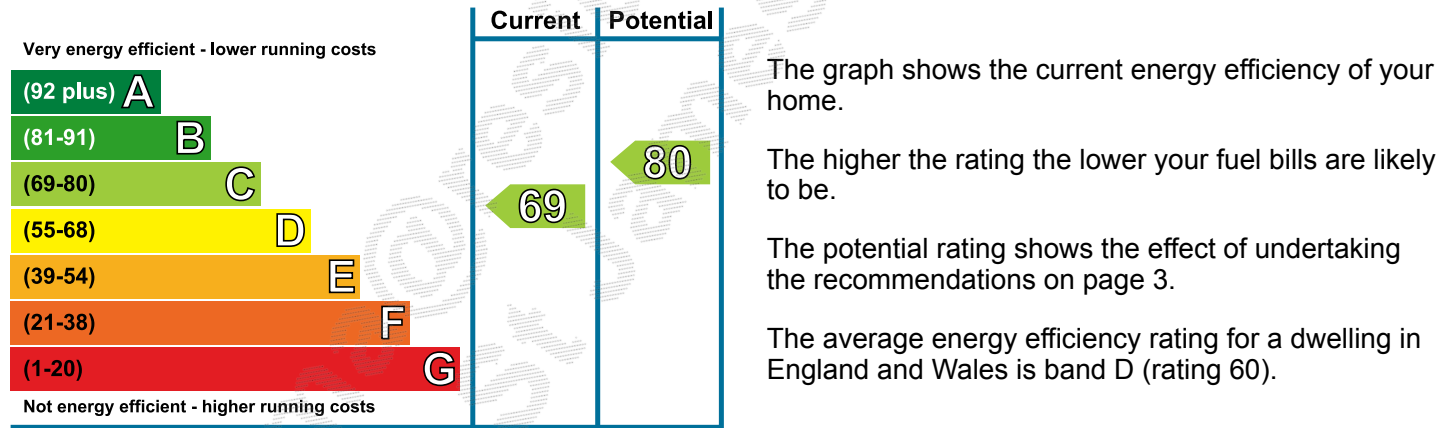 Current Potential
Very energy efficient - lower running costs
(92 plus) A
(81-91) B
(69-80) C
(55-68) D
(39-54) E
(21-38) F
(1-20) G
Not energy efficient - higher running costs
69
80
The graph shows the current energy efficiency of your
home.
The higher the rating the lower your fuel bills are likely
to be.
The potential rating shows the effect of undertaking
the recommendations on page 3.
The average energy efficiency rating for a dwelling in
England and Wales is band D (rating 60).